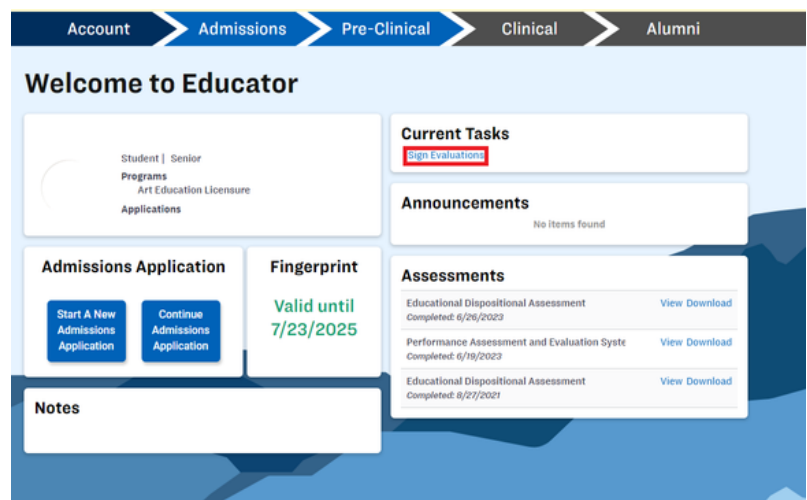 Account
Admissions
Pre-Clinical
Clinical
Alumni
Welcome to Educator
Student | Senior
Programs
Art Education Licensure
Applications
Current Tasks
Sign Evaluations
Announcements
No items found
Admissions Application
Start A New
Admissions
Application
Continue
Admissions
Application
Fingerprint
Valid until
7/23/2025
Assessments
Educational Dispositional Assessment View Download
Completed: 6/26/2023
Performance Assessment and Evaluation Syste View Download
Completed: 6/19/2023
Educational Dispositional Assessment View Download
Completed: 8/27/2021
Notes